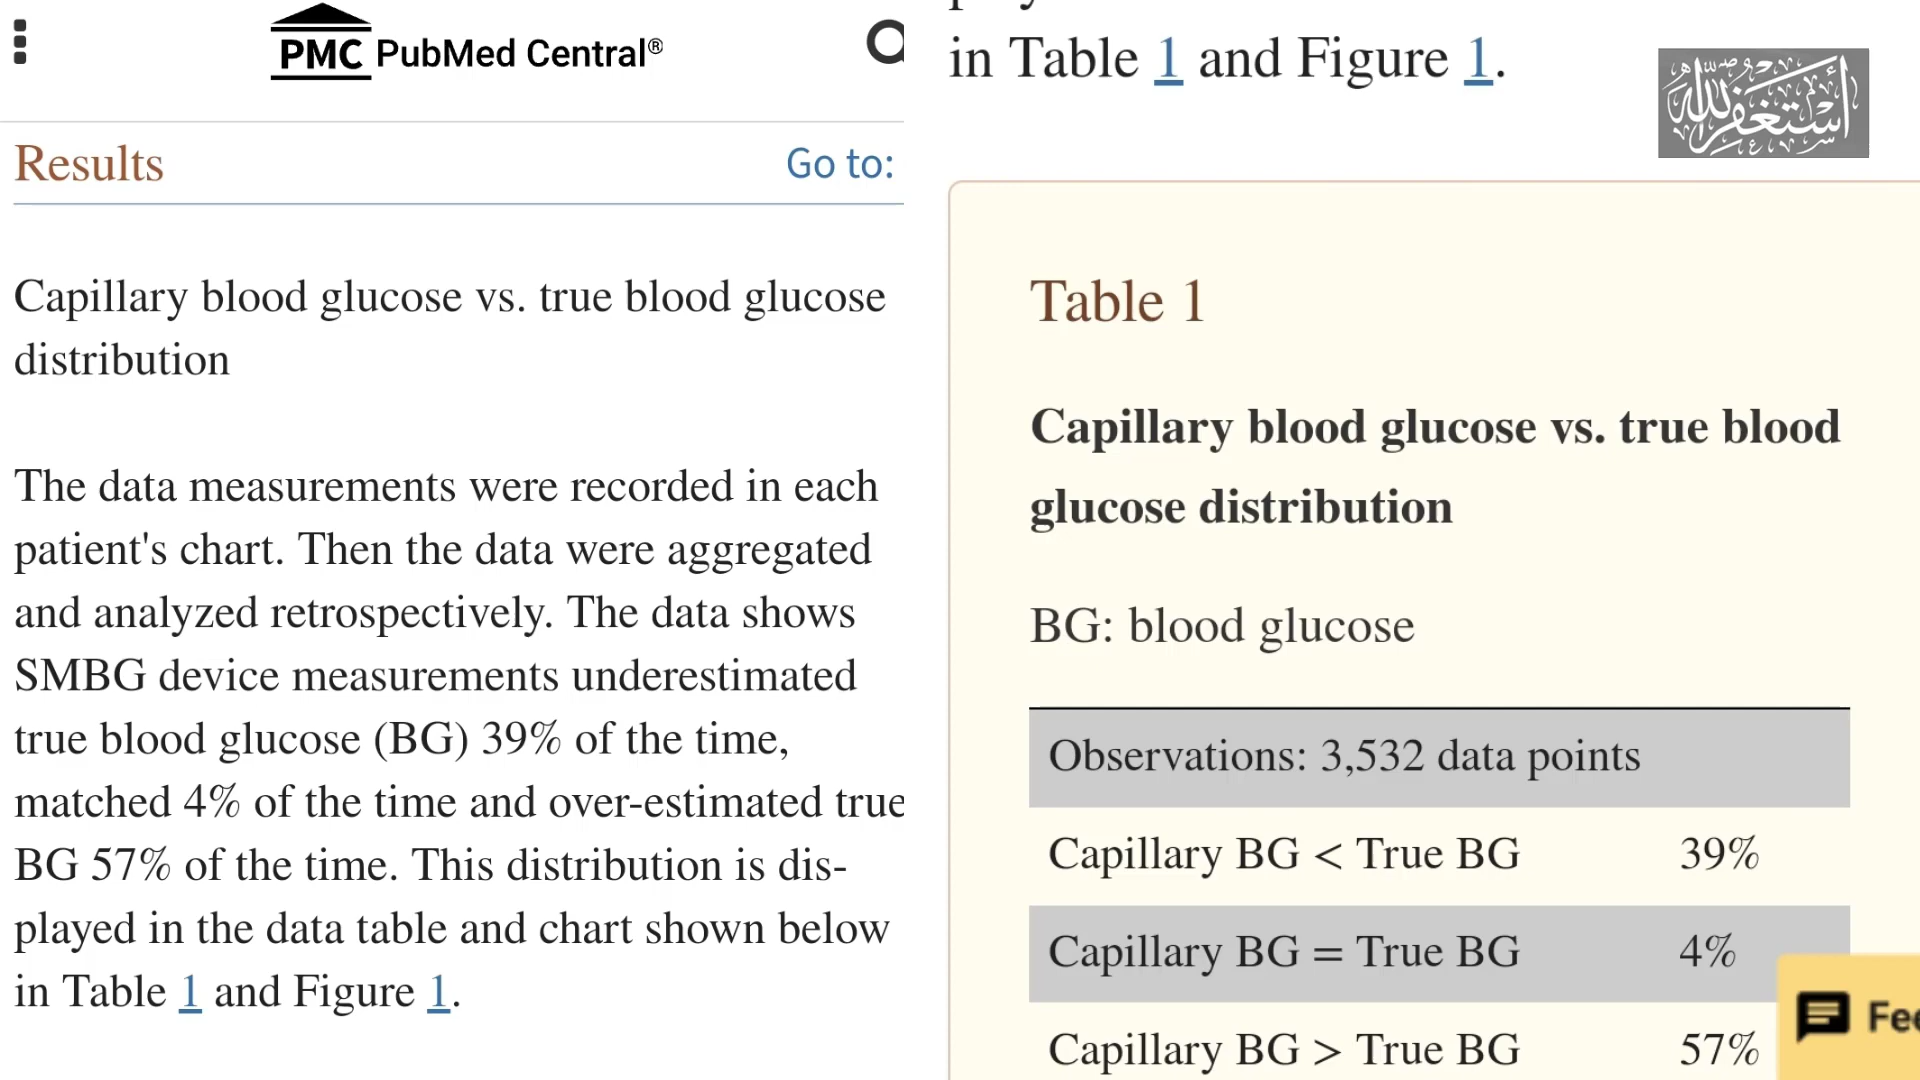 PMC PubMed Central®
Results
Go to:
Capillary blood glucose vs. true blood glucose
distribution
The data measurements were recorded in each
patient's chart. Then the data were aggregated
and analyzed retrospectively. The data shows
SMBG device measurements underestimated
true blood glucose (BG) 39% of the time,
matched 4% of the time and over-estimated true
BG 57% of the time. This distribution is dis-
played in the data table and chart shown below
in Table 1 and Figure 1.
in Table 1 and Figure 1.
أستغفر الله
Table 1
Capillary blood glucose vs. true blood
glucose distribution
BG: blood glucose
Observations: 3,532 data points
Capillary BG < True BG 39%
Capillary BG = True BG 4%
Capillary BG > True BG 57%